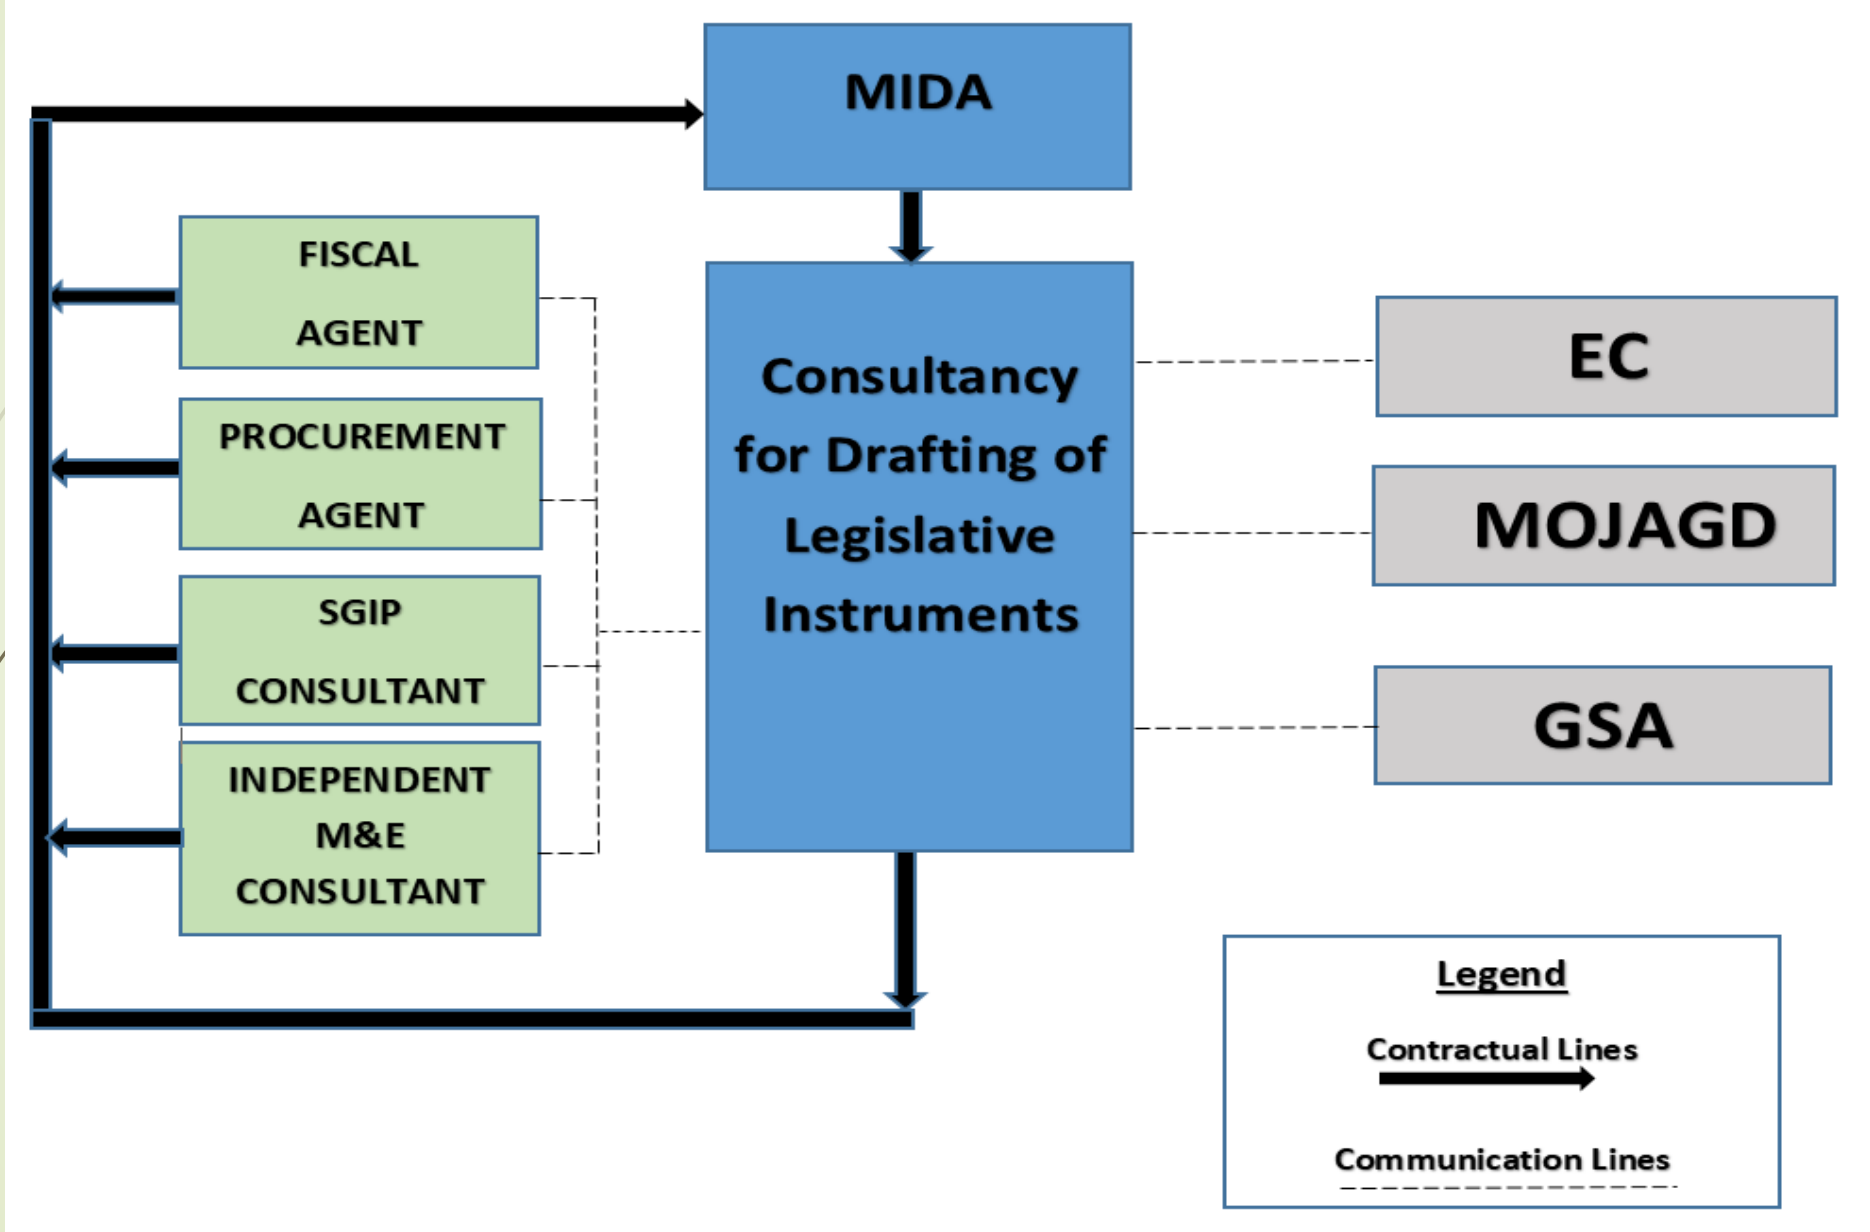 MIDA
FISCAL
AGENT
PROCUREMENT
AGENT
SGIP
CONSULTANT
INDEPENDENT
M&E
CONSULTANT
Consultancy
for Drafting of
Legislative
Instruments
EC
MOJAGD
GSA
Legend
Contractual Lines
Communication Lines